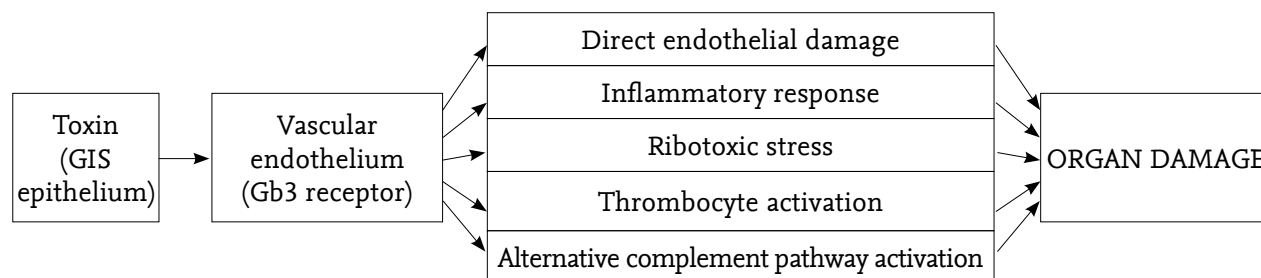 Toxin
(GIS
epithelium)
Vascular
endothelium
(Gb3 receptor)
Direct endothelial damage
Inflammatory response
Ribotoxic stress
Thrombocyte activation
Alternative complement pathway activation
ORGAN DAMAGE